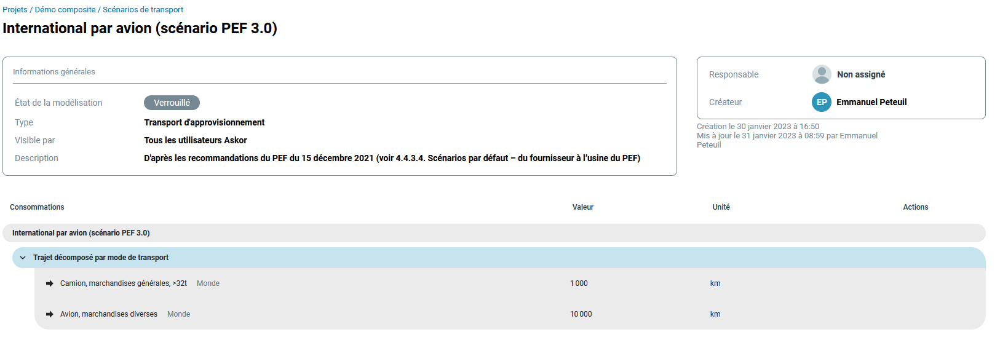 Projets / Démo composite / Scénarios de transport
International par avion (scénario PEF 3.0)
Informations générales
État de la modélisation Verrouillé
Type Transport d'approvisionnement
Visible par Tous les utilisateurs Askor
Description D'après les recommandations du PEF du 15 décembre 2021 (voir 4.4.3.4. Scénarios par défaut – du fournisseur à l'usine du PEF)
Responsable Non assigné
Créateur EP Emmanuel Peteuil
Création le 30 janvier 2023 à 16:50
Mis à jour le 31 janvier 2023 à 08:59 par Emmanuel
Peteuil
Consommations Valeur Unité Actions
International par avion (scénario PEF 3.0)
Trajet décomposé par mode de transport
Camion, marchandises générales, >32t Monde 1 000 km
Avion, marchandises diverses Monde 10 000 km